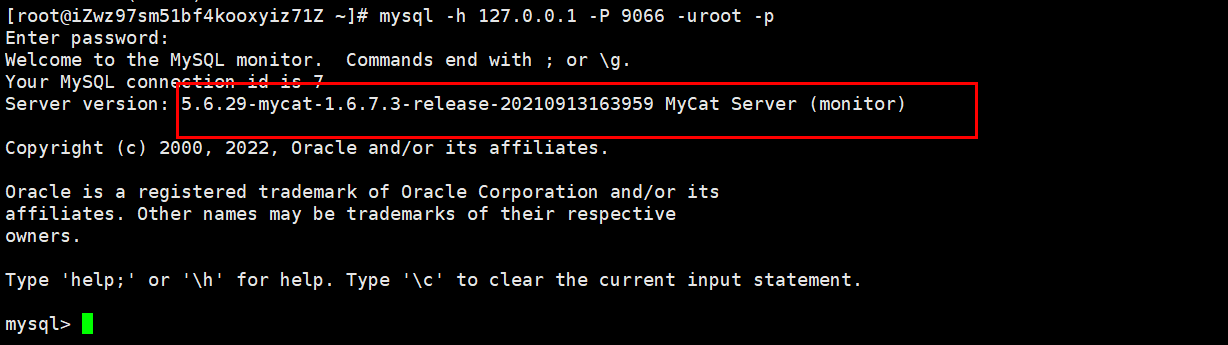 [root@iZwz97sm51bf4kooxyiz71Z ~]# mysql -h 127.0.0.1 -P 9066 -uroot -p
Enter password:
Welcome to the MySQL monitor.  Commands end with ; or \g.
Your MySQL connection id is 7
Server version: 5.6.29-mycat-1.6.7.3-release-20210913163959 MyCat Server (monitor)
Copyright (c) 2000, 2022, Oracle and/or its affiliates.
Oracle is a registered trademark of Oracle Corporation and/or its
affiliates. Other names may be trademarks of their respective
owners.
Type 'help;' or '\h' for help. Type '\c' to clear the current input statement.
mysql>